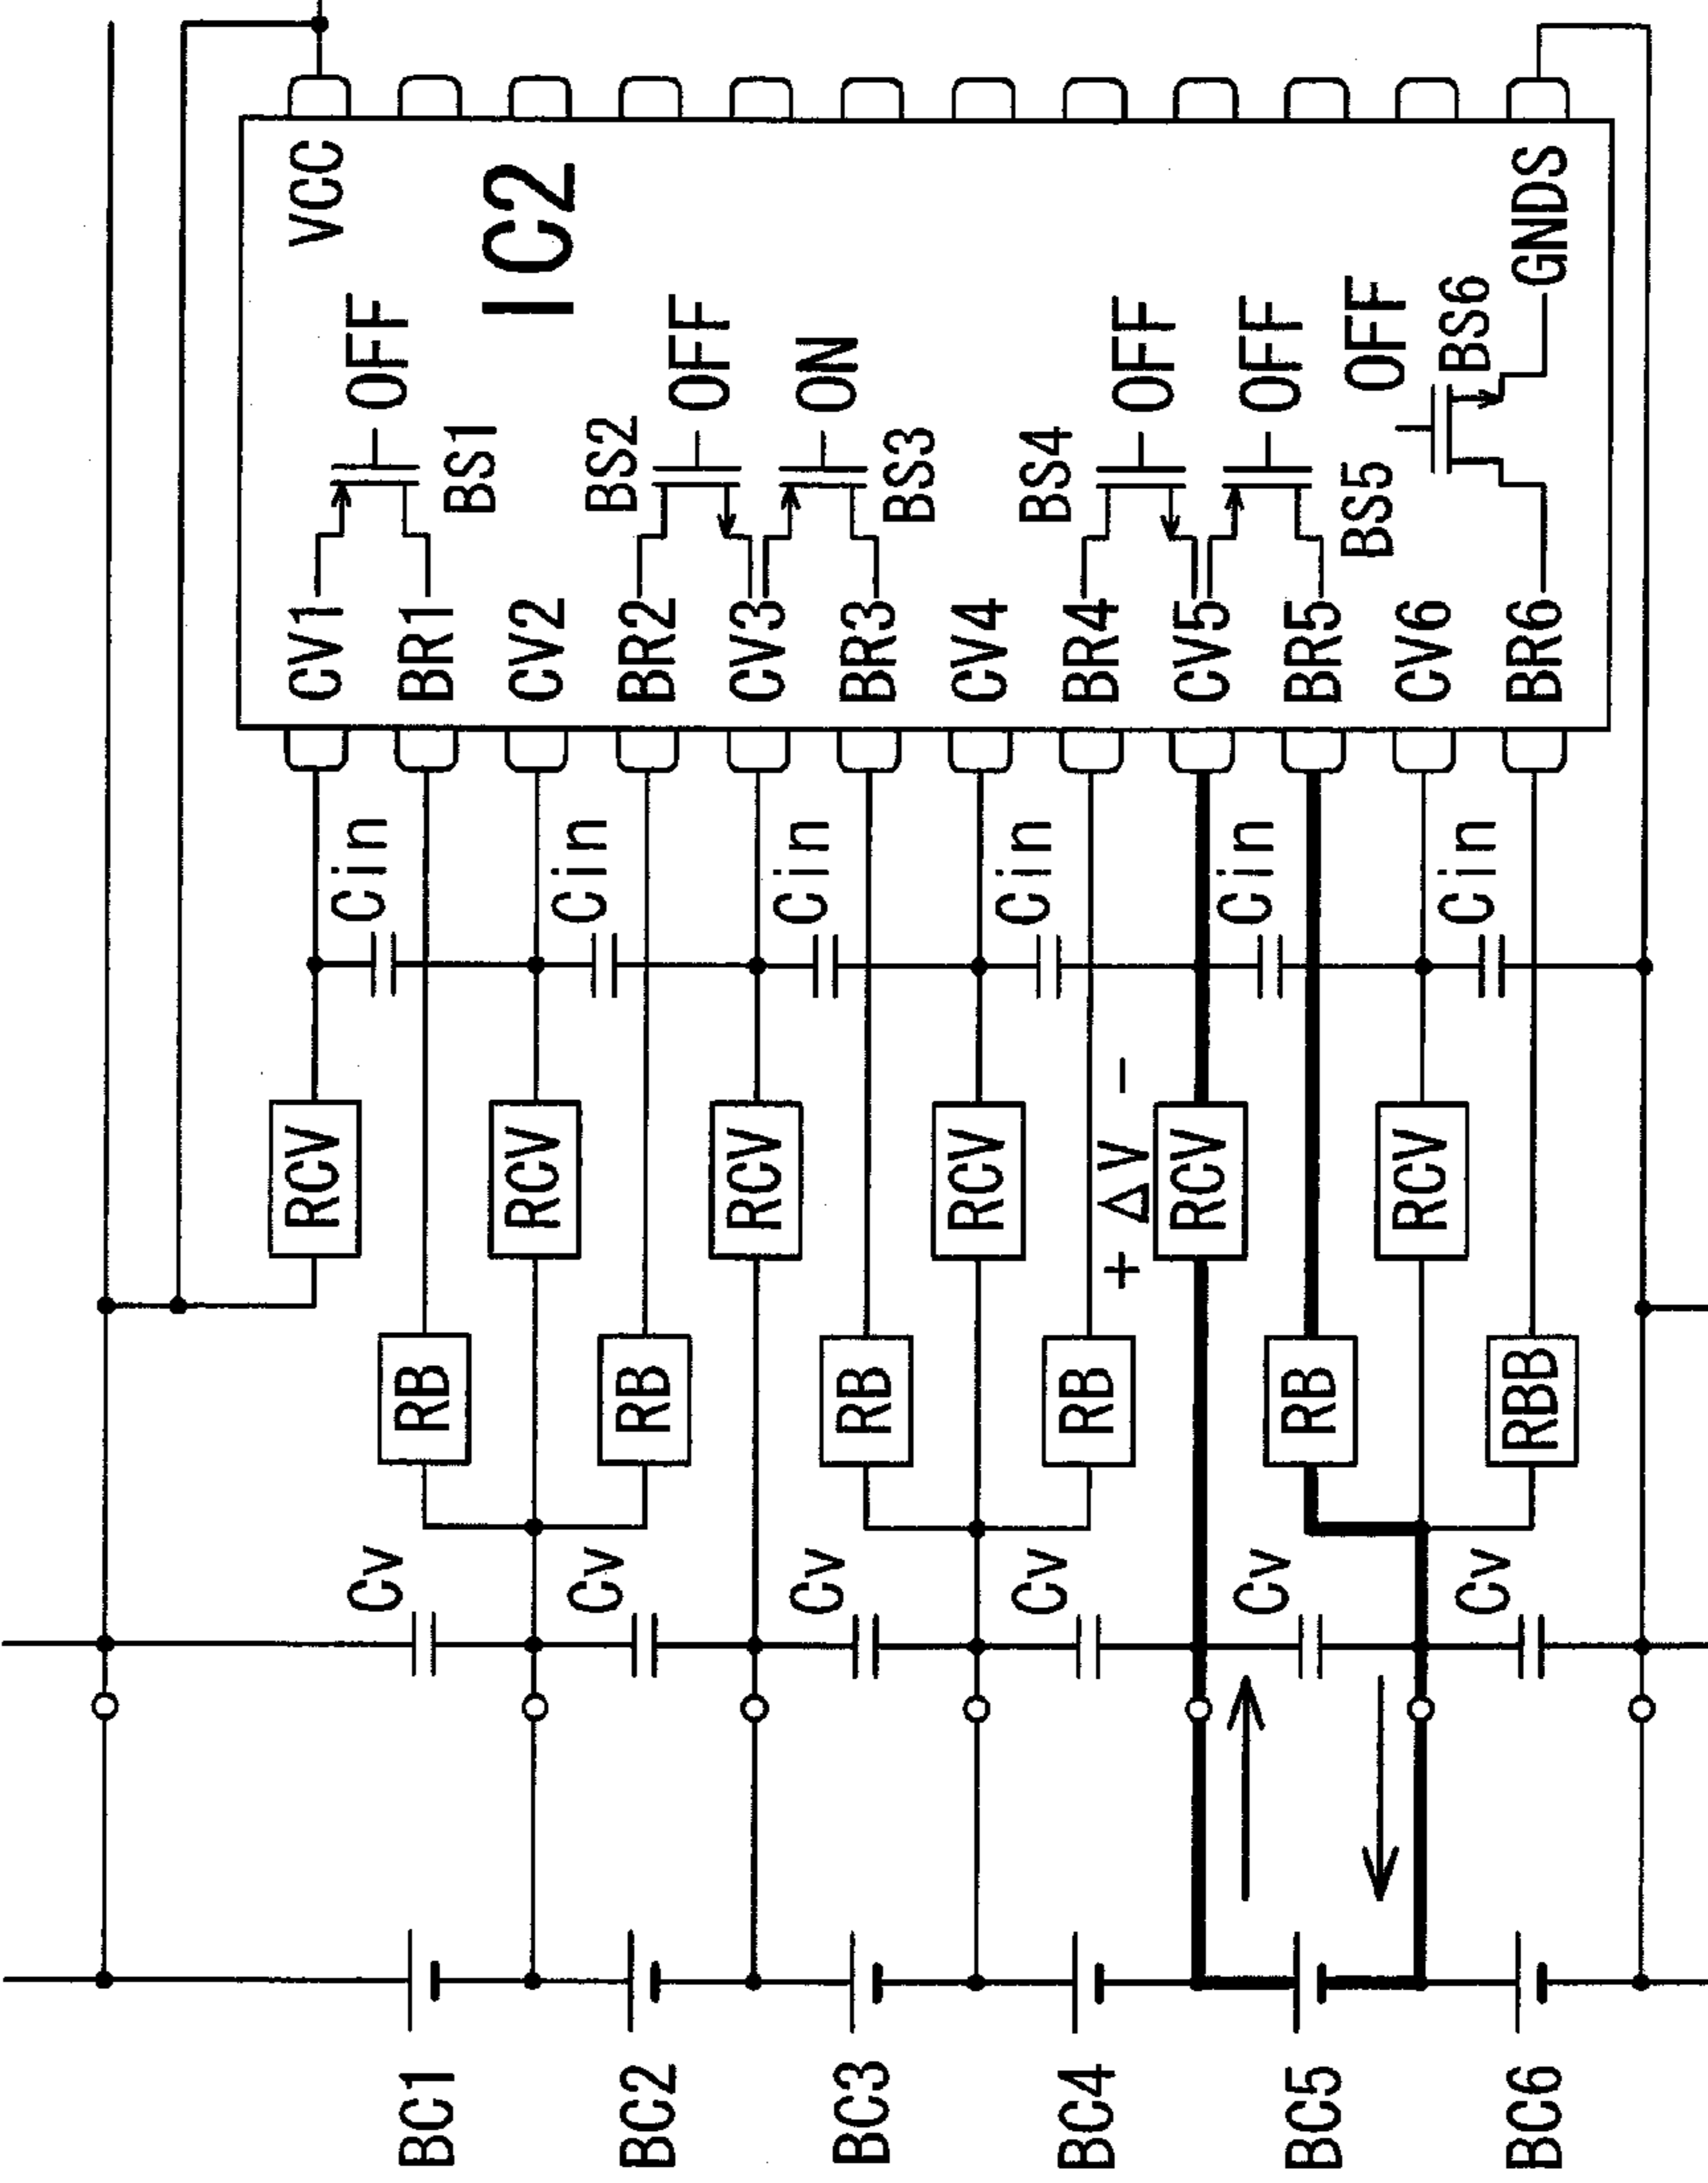 VCC
IC2
GNDS
OFF
OFF
ON
OFF
OFF
OFF
BS1
BS2
BS3
BS4
BS5
BS6
CV1
BR1
CV2
BR2
CV3
BR3
CV4
BR4
CV5
BR5
CV6
BR6
Cin
Cin
Cin
Cin
Cin
Cin
+ ΔV -
RCV
RCV
RCV
RCV
RCV
RCV
RB
RB
RB
RB
RB
RBB
Cv
Cv
Cv
Cv
Cv
Cv
BC1
BC2
BC3
BC4
BC5
BC6